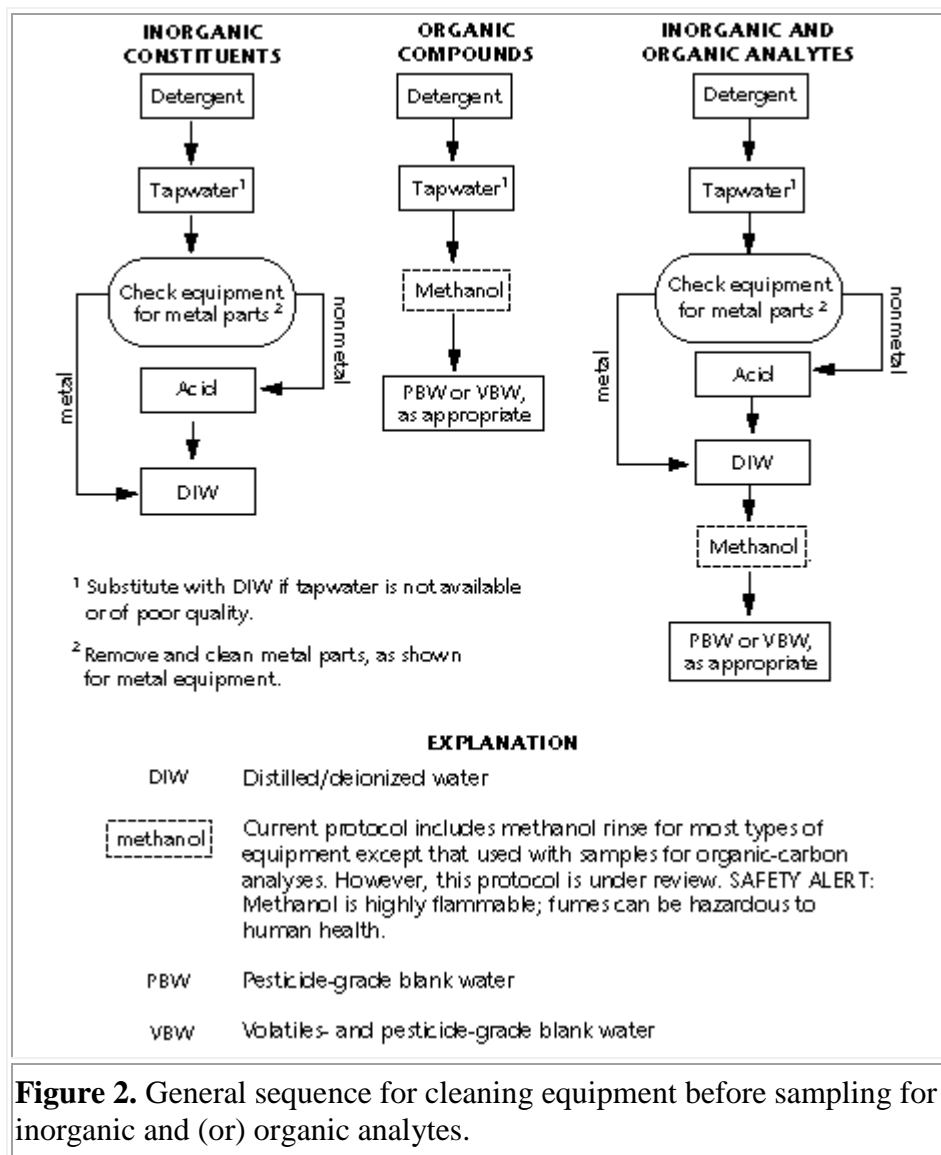 INORGANIC
CONSTITUENTS
Detergent
Tapwater¹
Check equipment
for metal parts ²
metal
nonmetal
Acid
DIW
ORGANIC
COMPOUNDS
Detergent
Tapwater¹
Methanol
PBW or VBW,
as appropriate
INORGANIC AND
ORGANIC ANALYTES
Detergent
Tapwater¹
Check equipment
for metal parts ²
metal
nonmetal
Acid
DIW
Methanol
PBW or VBW,
as appropriate
¹ Substitute with DIW if tapwater is not available
or of poor quality.
² Remove and clean metal parts, as shown
for metal equipment.
EXPLANATION
DIW Distilled/deionized water
methanol Current protocol includes methanol rinse for most types of
equipment except that used with samples for organic-carbon
analyses. However, this protocol is under review. SAFETY ALERT:
Methanol is highly flammable; fumes can be hazardous to
human health.
PBW Pesticide-grade blank water
VBW Volatiles- and pesticide-grade blank water
Figure 2. General sequence for cleaning equipment before sampling for
inorganic and (or) organic analytes.